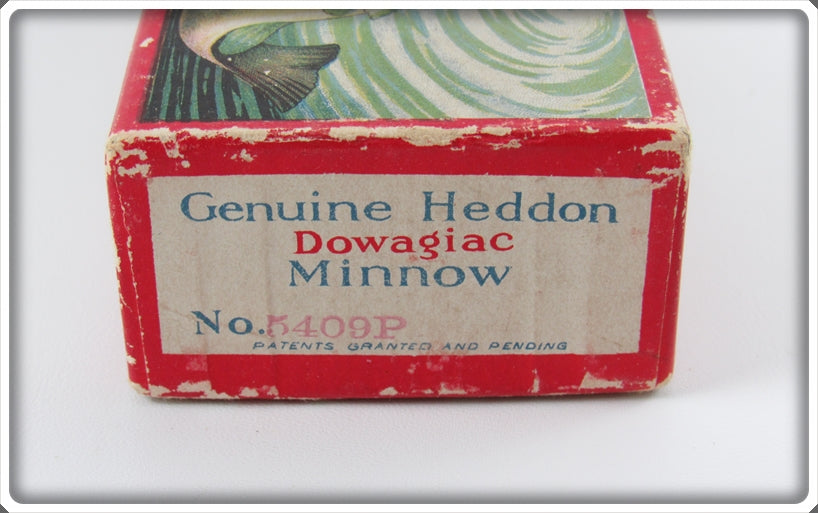 Genuine Heddon
Dowagiac
Minnow
No. 5409P
PATENTS GRANTED AND PENDING